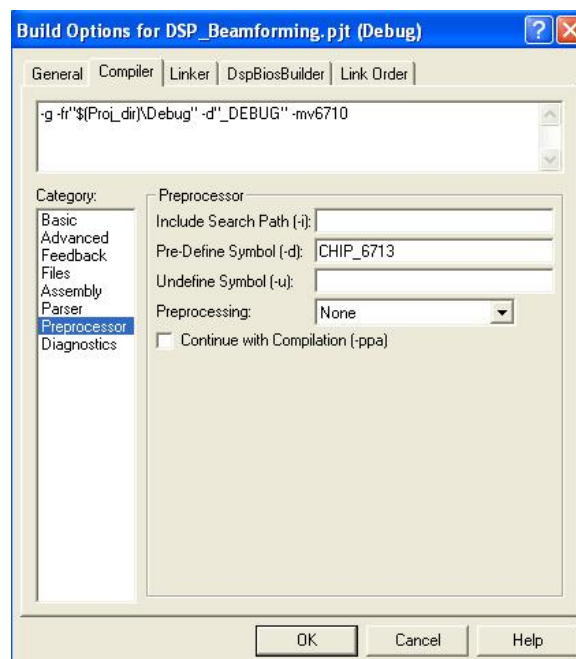 Build Options for DSP_Beamforming.pjt (Debug)
General Compiler Linker DspBiosBuilder Link Order
-g -fr"$(Proj_dir)\Debug" -d"_DEBUG" -mv6710
Category:
Basic
Advanced
Feedback
Files
Assembly
Parser
Preprocessor
Diagnostics
Preprocessor
Include Search Path (-i):
Pre-Define Symbol (-d): CHIP_6713
Undefine Symbol (-u):
Preprocessing: None
Continue with Compilation (-ppa)
OK Cancel Help